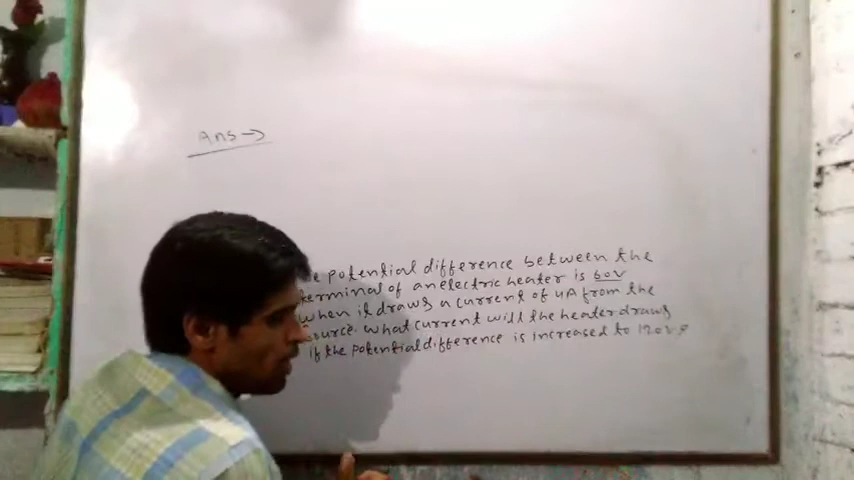 Ans →
e potential difference between the
terminal of an electric heater is 60V
when it draws a current of 4A from the
source. what current will the heater draws
if the potential difference is increased to 120V?